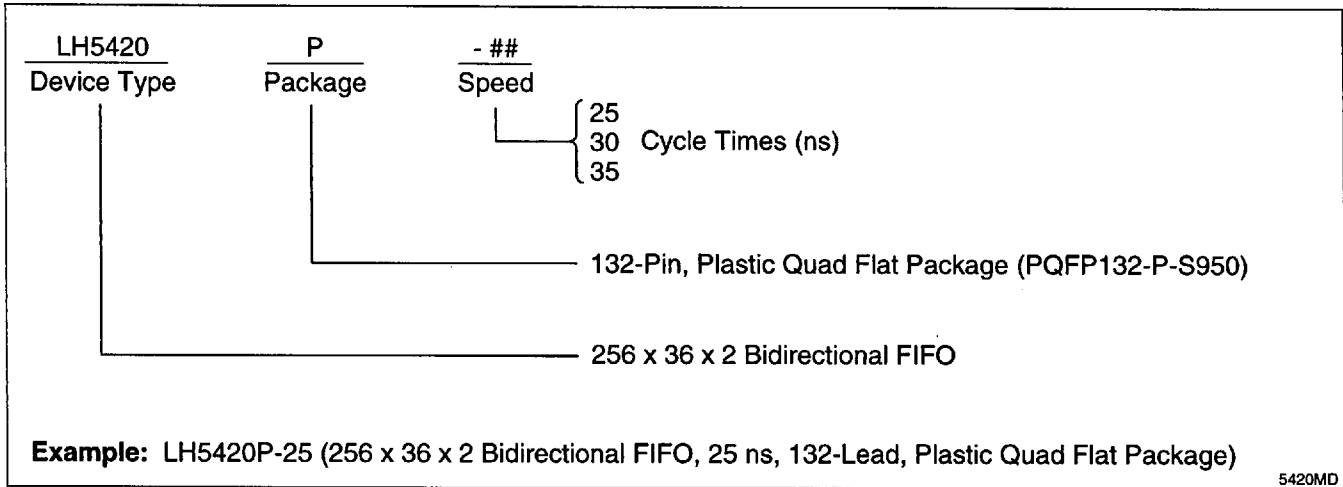 LH5420 P - ##
Device Type Package Speed
25
30 Cycle Times (ns)
35
132-Pin, Plastic Quad Flat Package (PQFP132-P-S950)
256 x 36 x 2 Bidirectional FIFO
Example: LH5420P-25 (256 x 36 x 2 Bidirectional FIFO, 25 ns, 132-Lead, Plastic Quad Flat Package)
5420MD